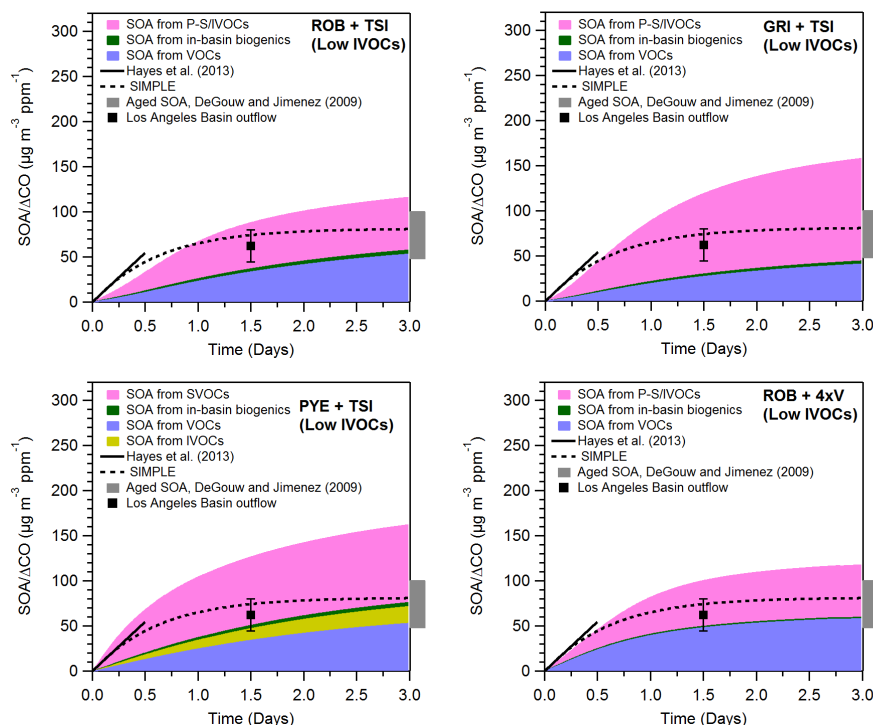 300
250
200
150
100
50
0
SOA/ΔCO (µg m⁻³ ppm⁻¹)
SOA from P-S/IVOCs
SOA from in-basin biogenics
SOA from VOCs
Hayes et al. (2013)
SIMPLE
Aged SOA, DeGouw and Jimenez (2009)
Los Angeles Basin outflow
ROB + TSI
(Low IVOCs)
0.0 0.5 1.0 1.5 2.0 2.5 3.0
Time (Days)
300
250
200
150
100
50
0
SOA/ΔCO (µg m⁻³ ppm⁻¹)
SOA from P-S/IVOCs
SOA from in-basin biogenics
SOA from VOCs
Hayes et al. (2013)
SIMPLE
Aged SOA, DeGouw and Jimenez (2009)
Los Angeles Basin outflow
GRI + TSI
(Low IVOCs)
0.0 0.5 1.0 1.5 2.0 2.5 3.0
Time (Days)
300
250
200
150
100
50
0
SOA/ΔCO (µg m⁻³ ppm⁻¹)
SOA from SVOCs
SOA from in-basin biogenics
SOA from VOCs
SOA from IVOCs
Hayes et al. (2013)
SIMPLE
Aged SOA, DeGouw and Jimenez (2009)
Los Angeles Basin outflow
PYE + TSI
(Low IVOCs)
0.0 0.5 1.0 1.5 2.0 2.5 3.0
Time (Days)
300
250
200
150
100
50
0
SOA/ΔCO (µg m⁻³ ppm⁻¹)
SOA from P-S/IVOCs
SOA from in-basin biogenics
SOA from VOCs
Hayes et al. (2013)
SIMPLE
Aged SOA, DeGouw and Jimenez (2009)
Los Angeles Basin outflow
ROB + 4xV
(Low IVOCs)
0.0 0.5 1.0 1.5 2.0 2.5 3.0
Time (Days)